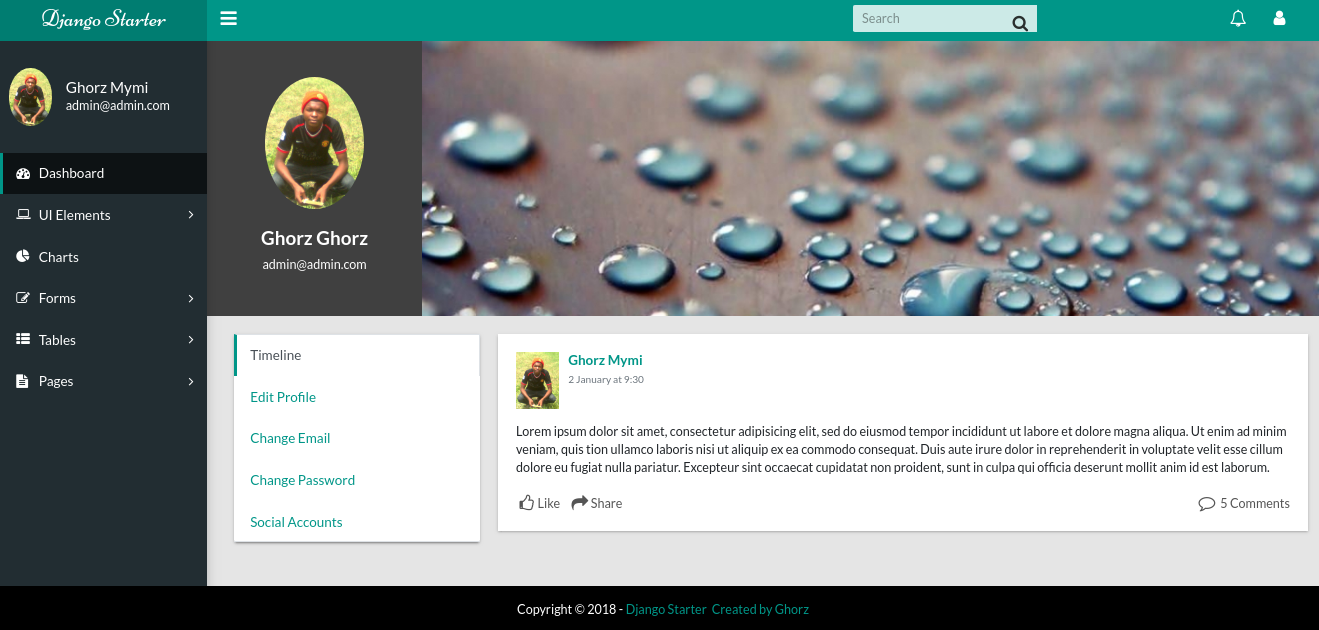 Django Starter
Search
Ghorz Mymi
admin@admin.com
Dashboard
UI Elements
Charts
Forms
Tables
Pages
Ghorz Ghorz
admin@admin.com
Timeline
Edit Profile
Change Email
Change Password
Social Accounts
Ghorz Mymi
2 January at 9:30
Lorem ipsum dolor sit amet, consectetur adipisicing elit, sed do eiusmod tempor incididunt ut labore et dolore magna aliqua. Ut enim ad minim
veniam, quis tion ullamco laboris nisi ut aliquip ex ea commodo consequat. Duis aute irure dolor in reprehenderit in voluptate velit esse cillum
dolore eu fugiat nulla pariatur. Excepteur sint occaecat cupidatat non proident, sunt in culpa qui officia deserunt mollit anim id est laborum.
Like Share 5 Comments
Copyright © 2018 - Django Starter Created by Ghorz